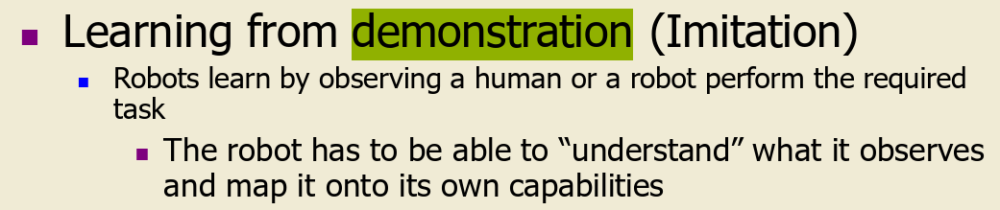 Learning from demonstration (Imitation)
Robots learn by observing a human or a robot perform the required
task
The robot has to be able to “understand” what it observes
and map it onto its own capabilities